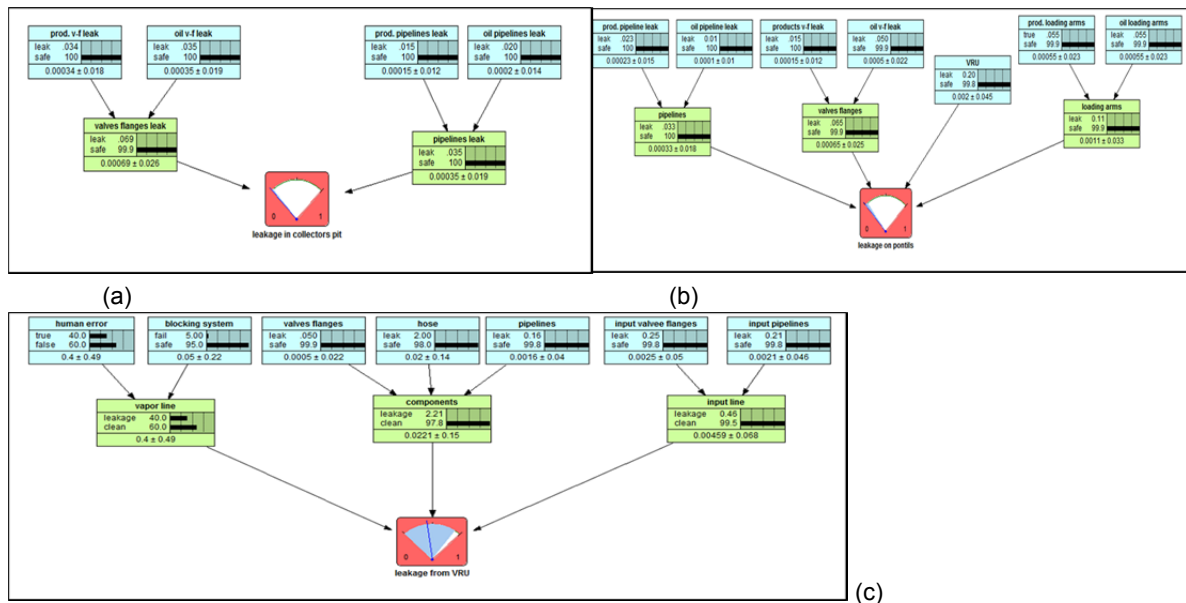 prod. v-f leak
leak .034
safe 100
0.00034 ± 0.018
oil v-f leak
leak .035
safe 100
0.00035 ± 0.019
prod. pipelines leak
leak .015
safe 100
0.00015 ± 0.012
oil pipelines leak
leak .020
safe 100
0.0002 ± 0.014
valves flanges leak
leak .069
safe 99.9
0.00069 ± 0.026
pipelines leak
leak .035
safe 100
0.00035 ± 0.019
0 1
leakage in collectors pit
(a)
prod. pipeline leak
leak .023
safe 100
0.00023 ± 0.015
oil pipeline leak
leak 0.01
safe 100
0.0001 ± 0.01
products v-f leak
leak .015
safe 100
0.00015 ± 0.012
oil v-f leak
leak .050
safe 99.9
0.0005 ± 0.022
VRU
leak 0.20
safe 99.8
0.002 ± 0.045
prod. loading arms
true .055
safe 99.9
0.00055 ± 0.023
oil loading arms
leak .055
safe 99.9
0.00055 ± 0.023
pipelines
leak .033
safe 100
0.00033 ± 0.018
valves flanges
leak .065
safe 99.9
0.00065 ± 0.025
loading arms
leak 0.11
safe 99.9
0.0011 ± 0.033
0 1
leakage on pontils
(b)
human error
true 40.0
false 60.0
0.4 ± 0.49
blocking system
fail 5.00
safe 95.0
0.05 ± 0.22
valves flanges
leak .050
safe 99.9
0.0005 ± 0.022
hose
leak 2.00
safe 98.0
0.02 ± 0.14
pipelines
leak 0.16
safe 99.8
0.0016 ± 0.04
input valvee flanges
leak 0.25
safe 99.8
0.0025 ± 0.05
input pipelines
leak 0.21
safe 99.8
0.0021 ± 0.046
vapor line
leakage 40.0
clean 60.0
0.4 ± 0.49
components
leakage 2.21
clean 97.8
0.0221 ± 0.15
input line
leakage 0.46
clean 99.5
0.00459 ± 0.068
0 1
leakage from VRU
(c)